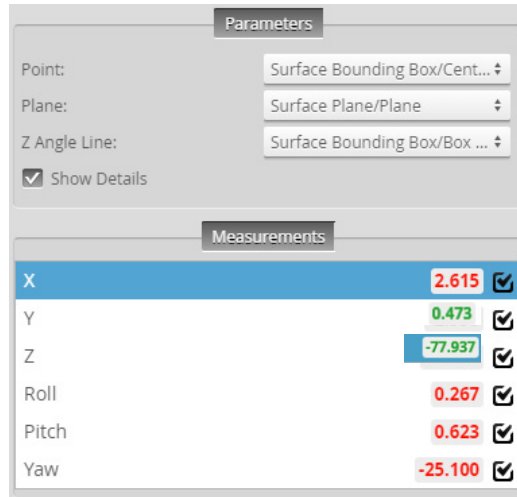 Parameters
Point: Surface Bounding Box/Cent...
Plane: Surface Plane/Plane
Z Angle Line: Surface Bounding Box/Box ...
Show Details
Measurements
X 2.615
Y 0.473
Z -77.937
Roll 0.267
Pitch 0.623
Yaw -25.100